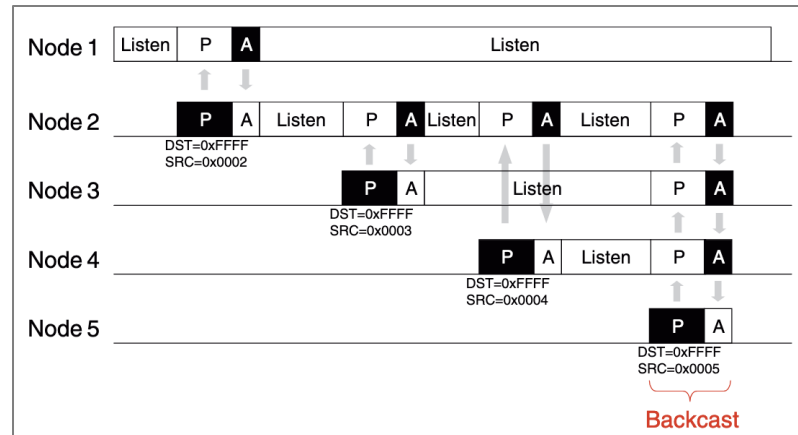 Node 1 Listen P A Listen
Node 2 P A Listen P A Listen P A Listen P A
DST=0xFFFF
SRC=0x0002
Node 3 P A Listen P A
DST=0xFFFF
SRC=0x0003
Node 4 P A Listen P A
DST=0xFFFF
SRC=0x0004
Node 5 P A
DST=0xFFFF
SRC=0x0005
Backcast